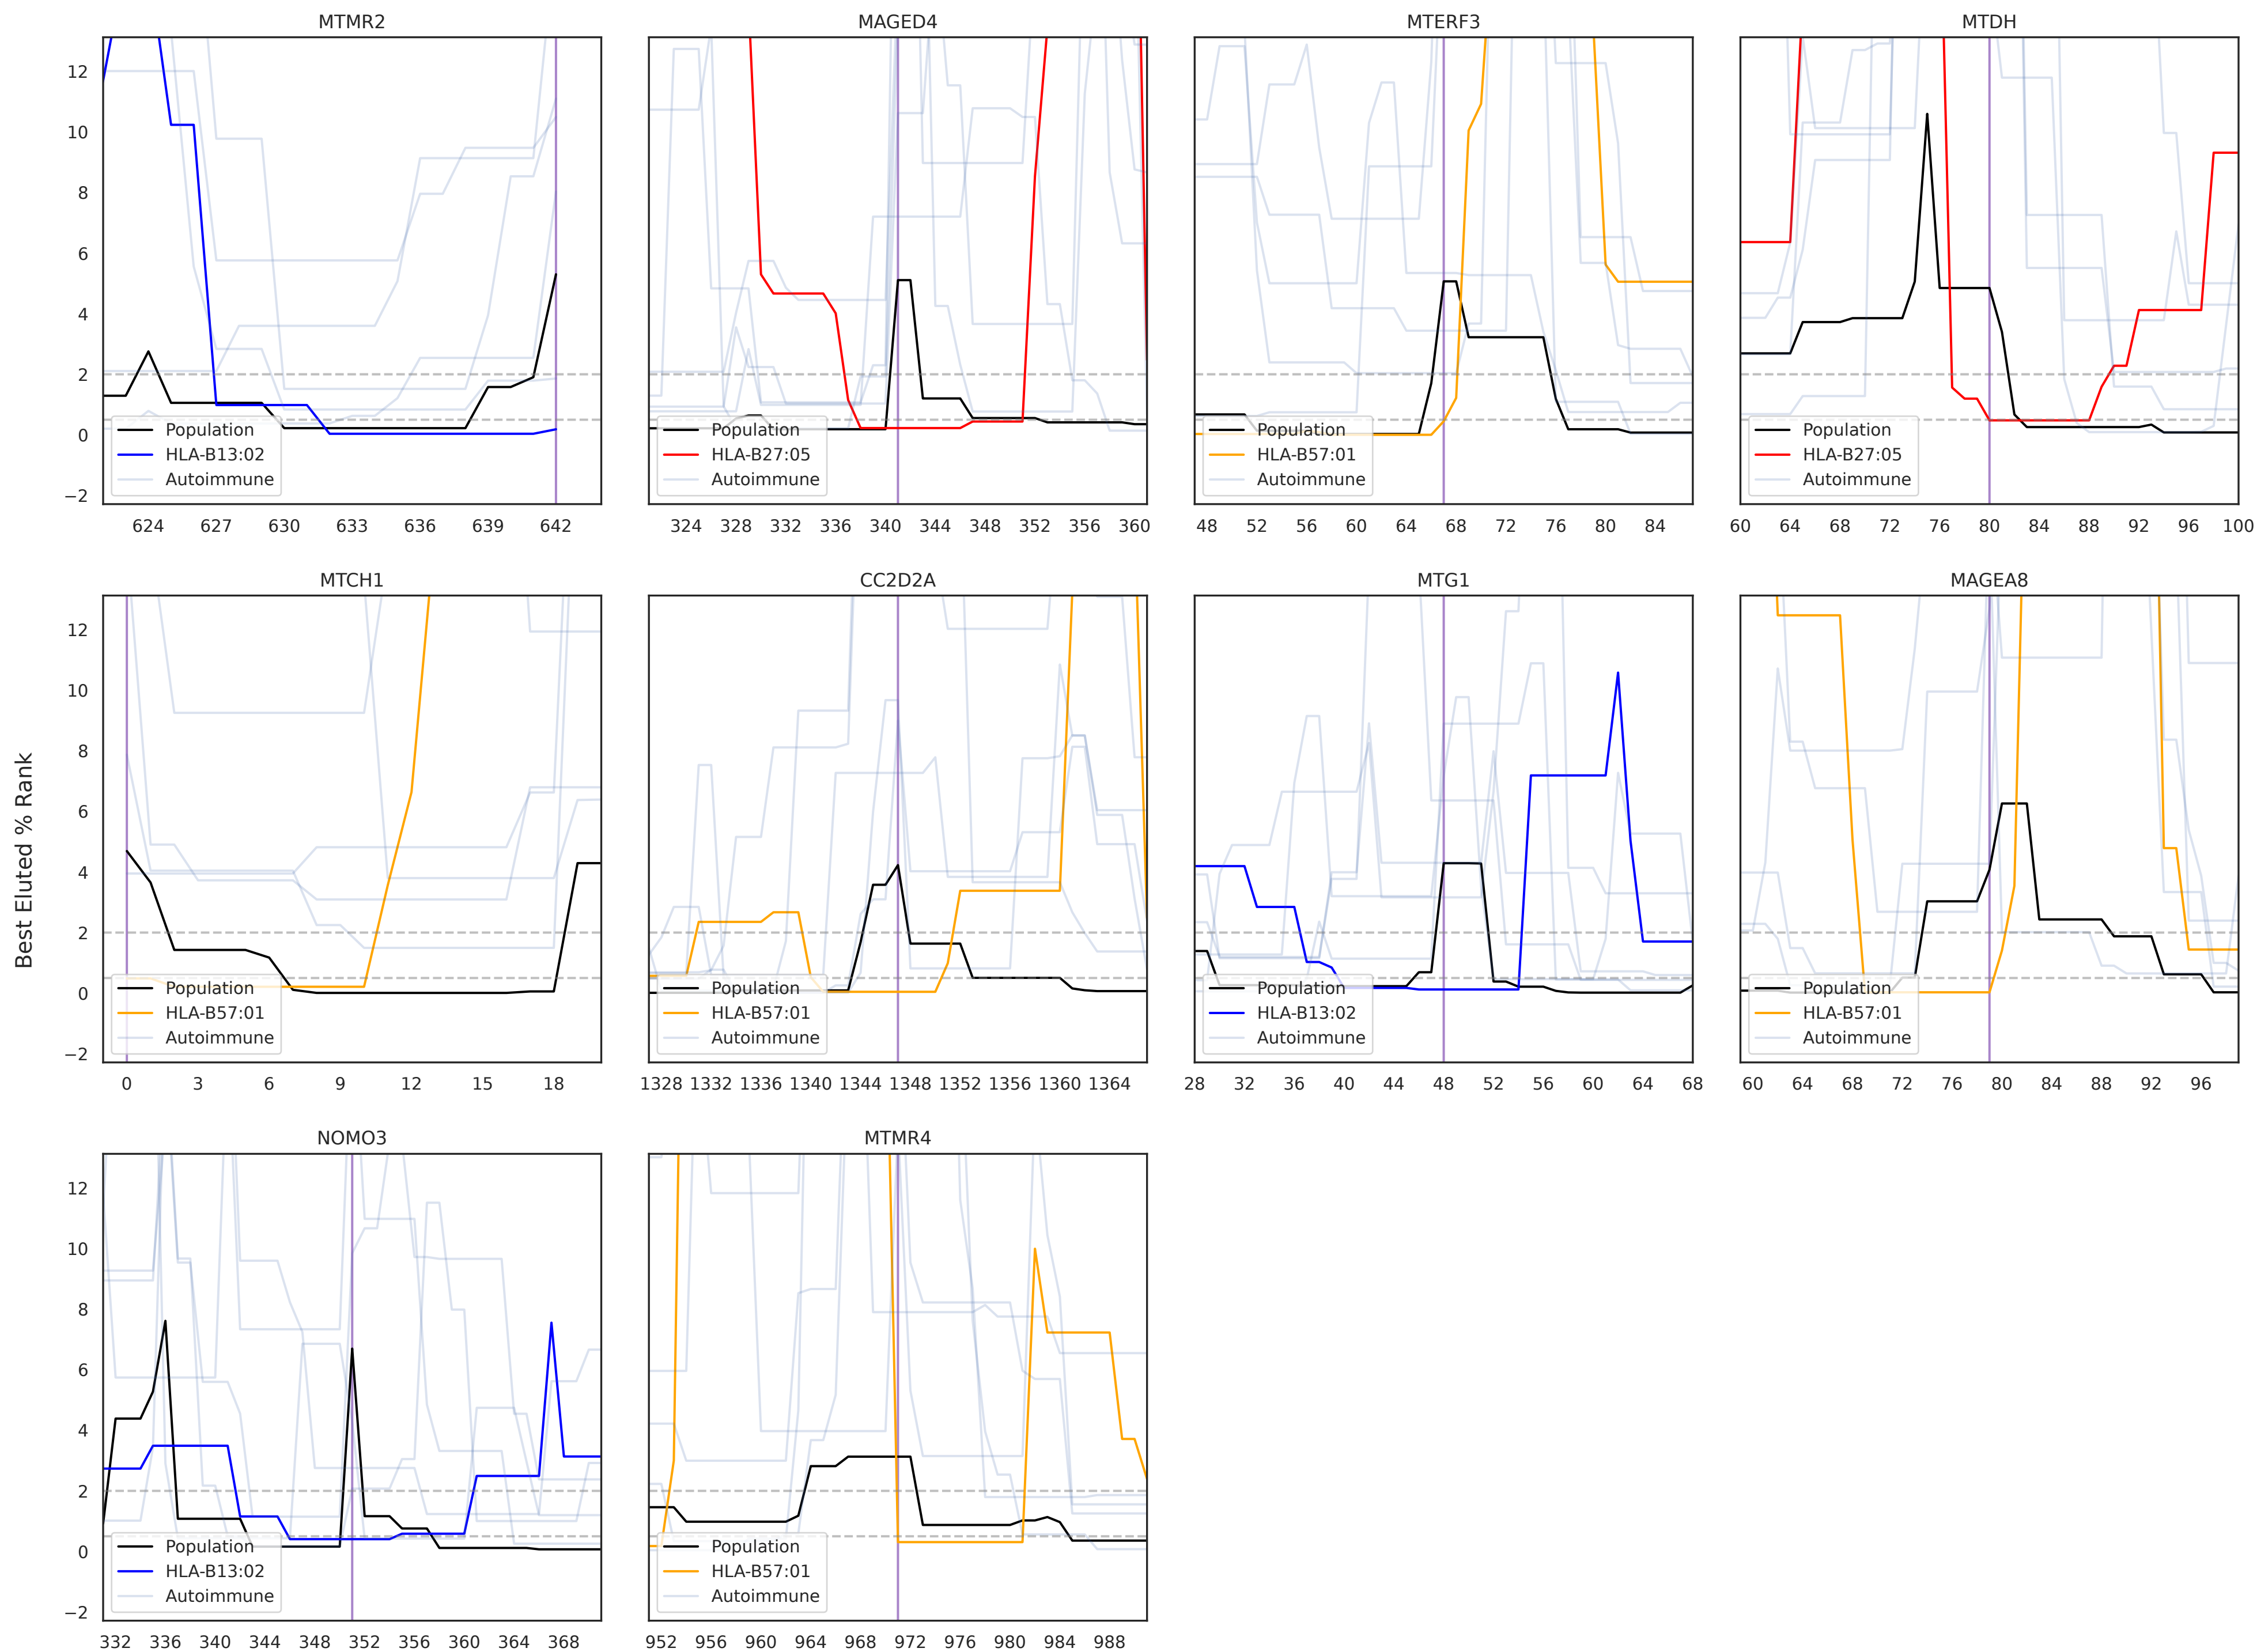 MTMR2 MAGED4 MTERF3 MTDH
12
10
8
6
4
2
0
−2
Population
HLA-B13:02
Autoimmune
Population
HLA-B27:05
Autoimmune
Population
HLA-B57:01
Autoimmune
Population
HLA-B27:05
Autoimmune
624 627 630 633 636 639 642
324 328 332 336 340 344 348 352 356 360
48 52 56 60 64 68 72 76 80 84
60 64 68 72 76 80 84 88 92 96 100
MTCH1 CC2D2A MTG1 MAGEA8
Best Eluted % Rank
12
10
8
6
4
2
0
−2
Population
HLA-B57:01
Autoimmune
Population
HLA-B57:01
Autoimmune
Population
HLA-B13:02
Autoimmune
Population
HLA-B57:01
Autoimmune
0 3 6 9 12 15 18
1328 1332 1336 1340 1344 1348 1352 1356 1360 1364
28 32 36 40 44 48 52 56 60 64 68
60 64 68 72 76 80 84 88 92 96
NOMO3 MTMR4
12
10
8
6
4
2
0
−2
Population
HLA-B13:02
Autoimmune
Population
HLA-B57:01
Autoimmune
332 336 340 344 348 352 356 360 364 368
952 956 960 964 968 972 976 980 984 988